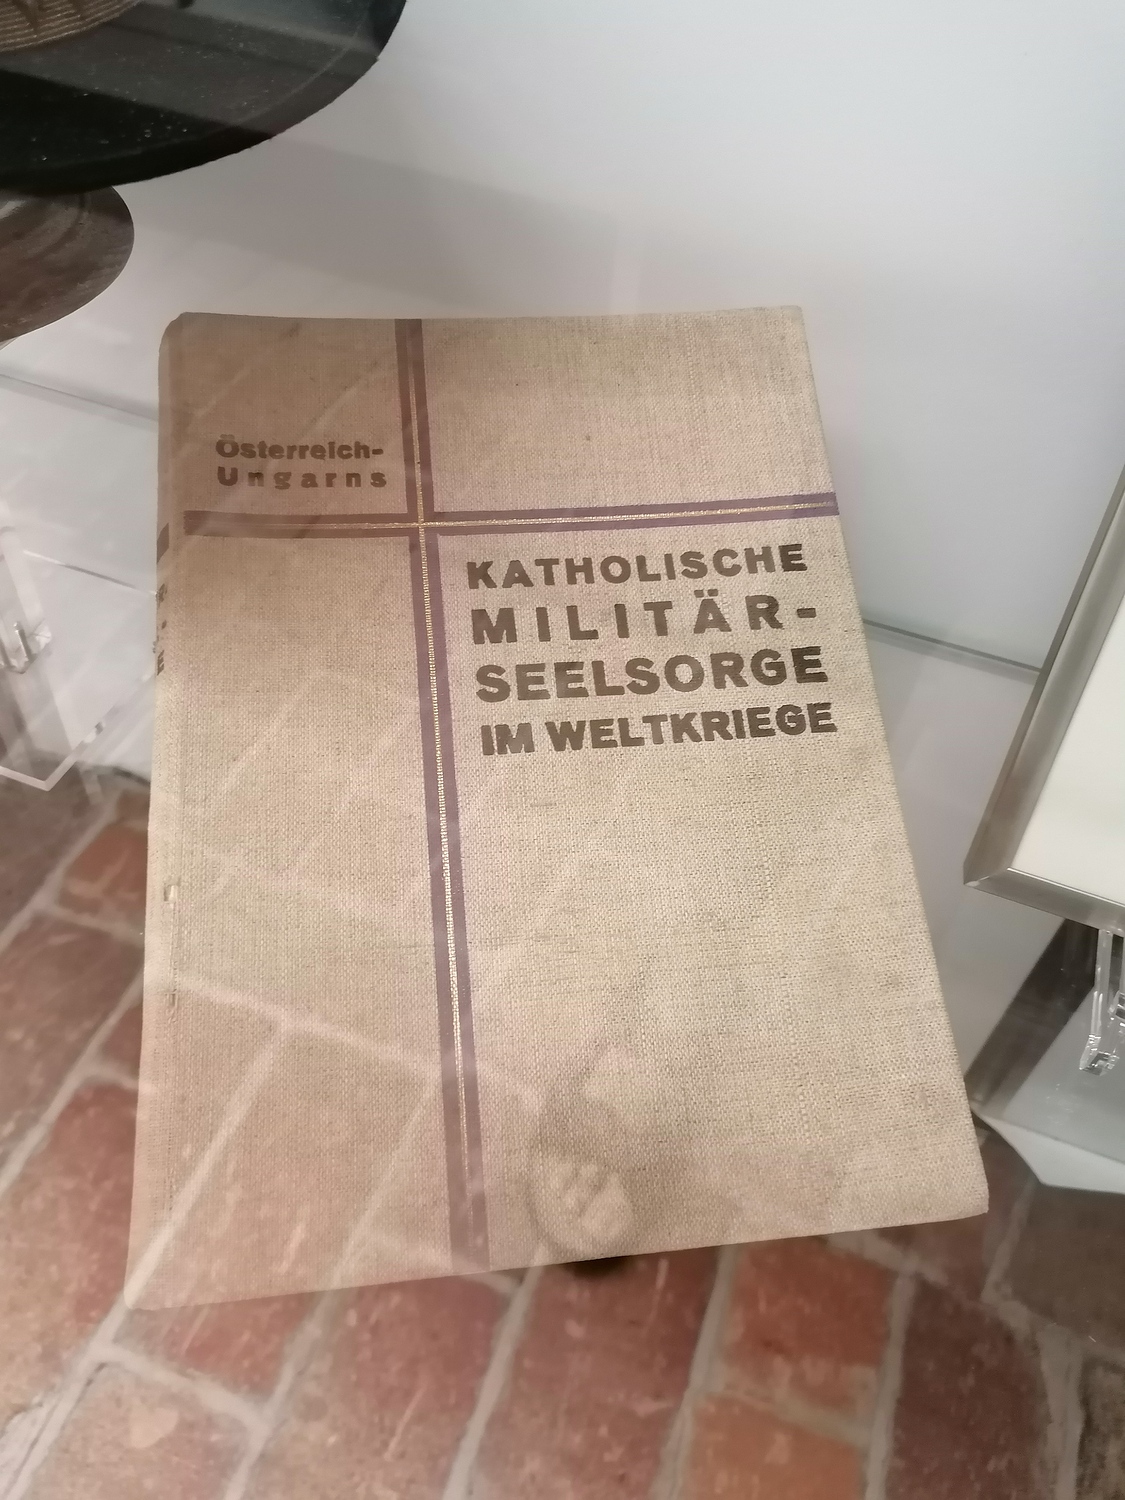 Österreich-
Ungarns
KATHOLISCHE
MILITÄR-
SEELSORGE
IM WELTKRIEGE